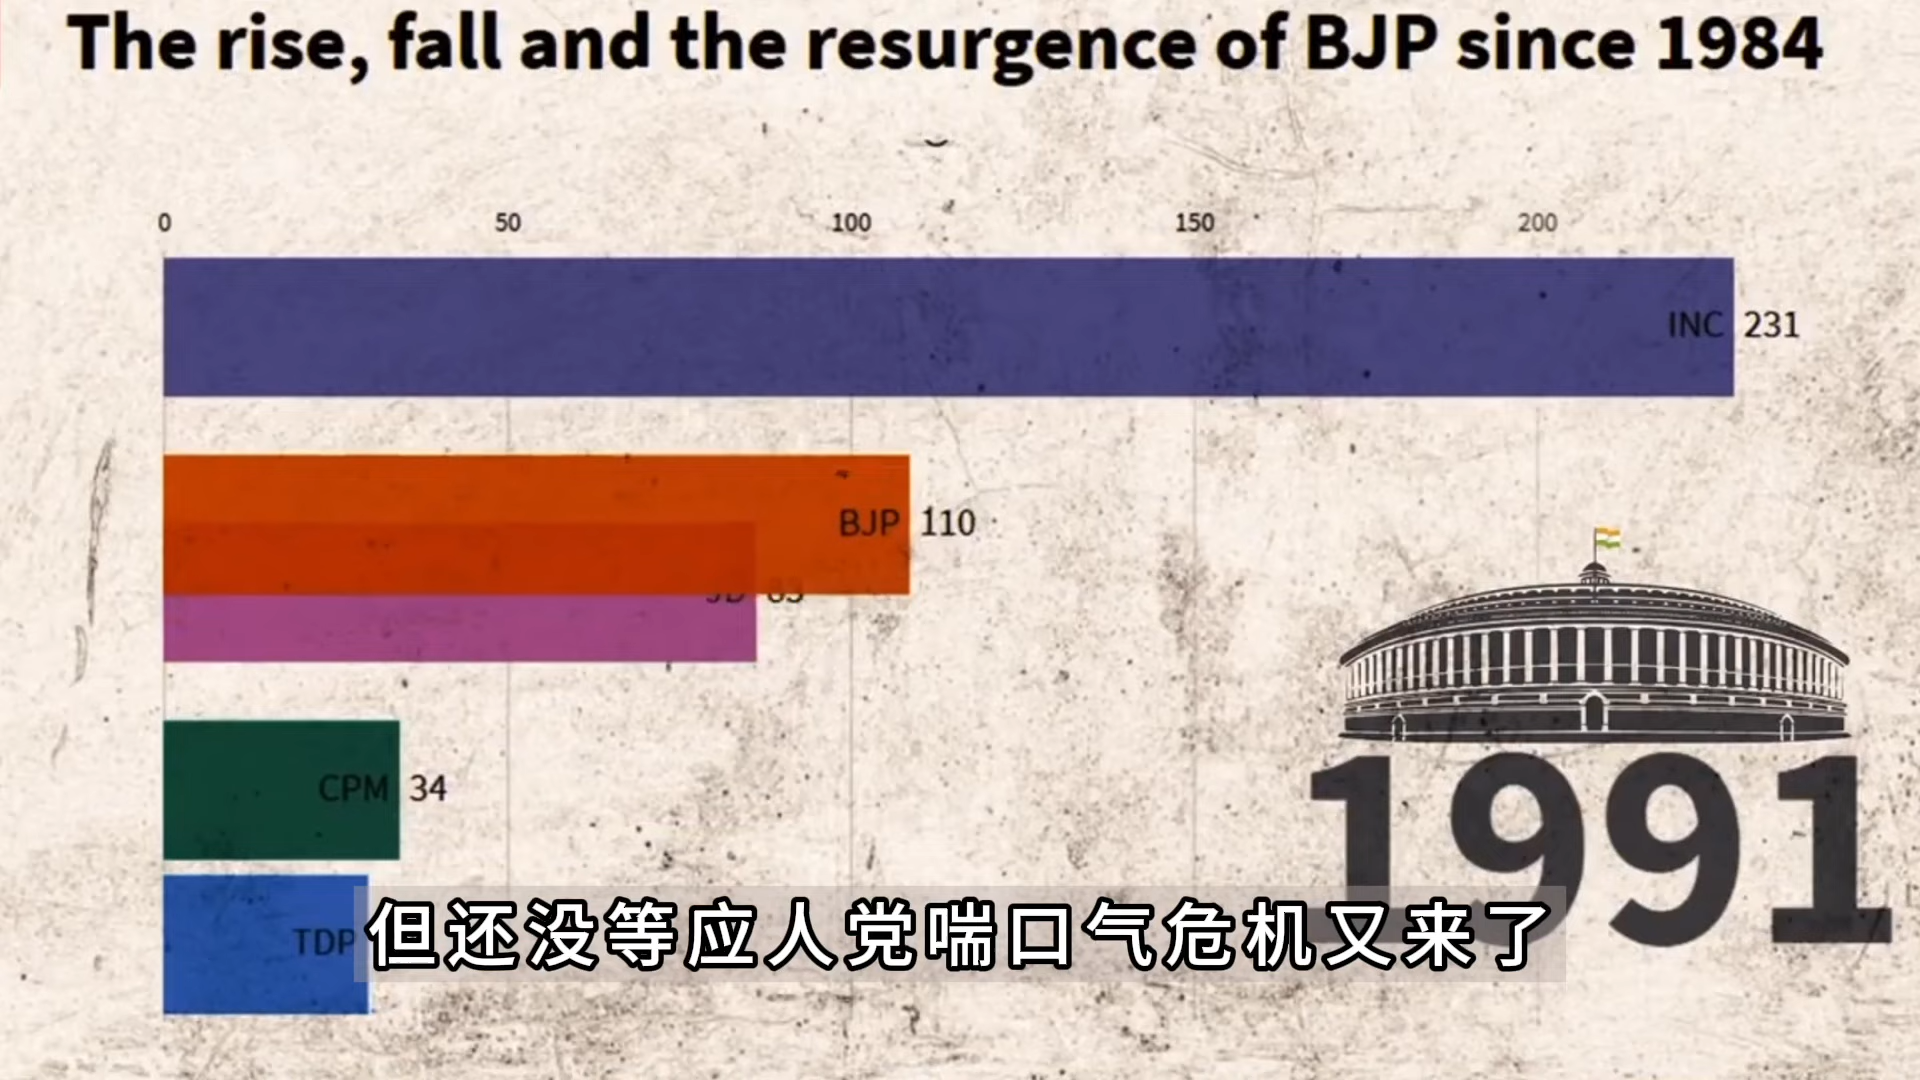 The rise, fall and the resurgence of BJP since 1984
0 50 100 150 200
INC 231
BJP 110
CPM 34
1991
TDP
但还没等应人党喘口气危机又来了